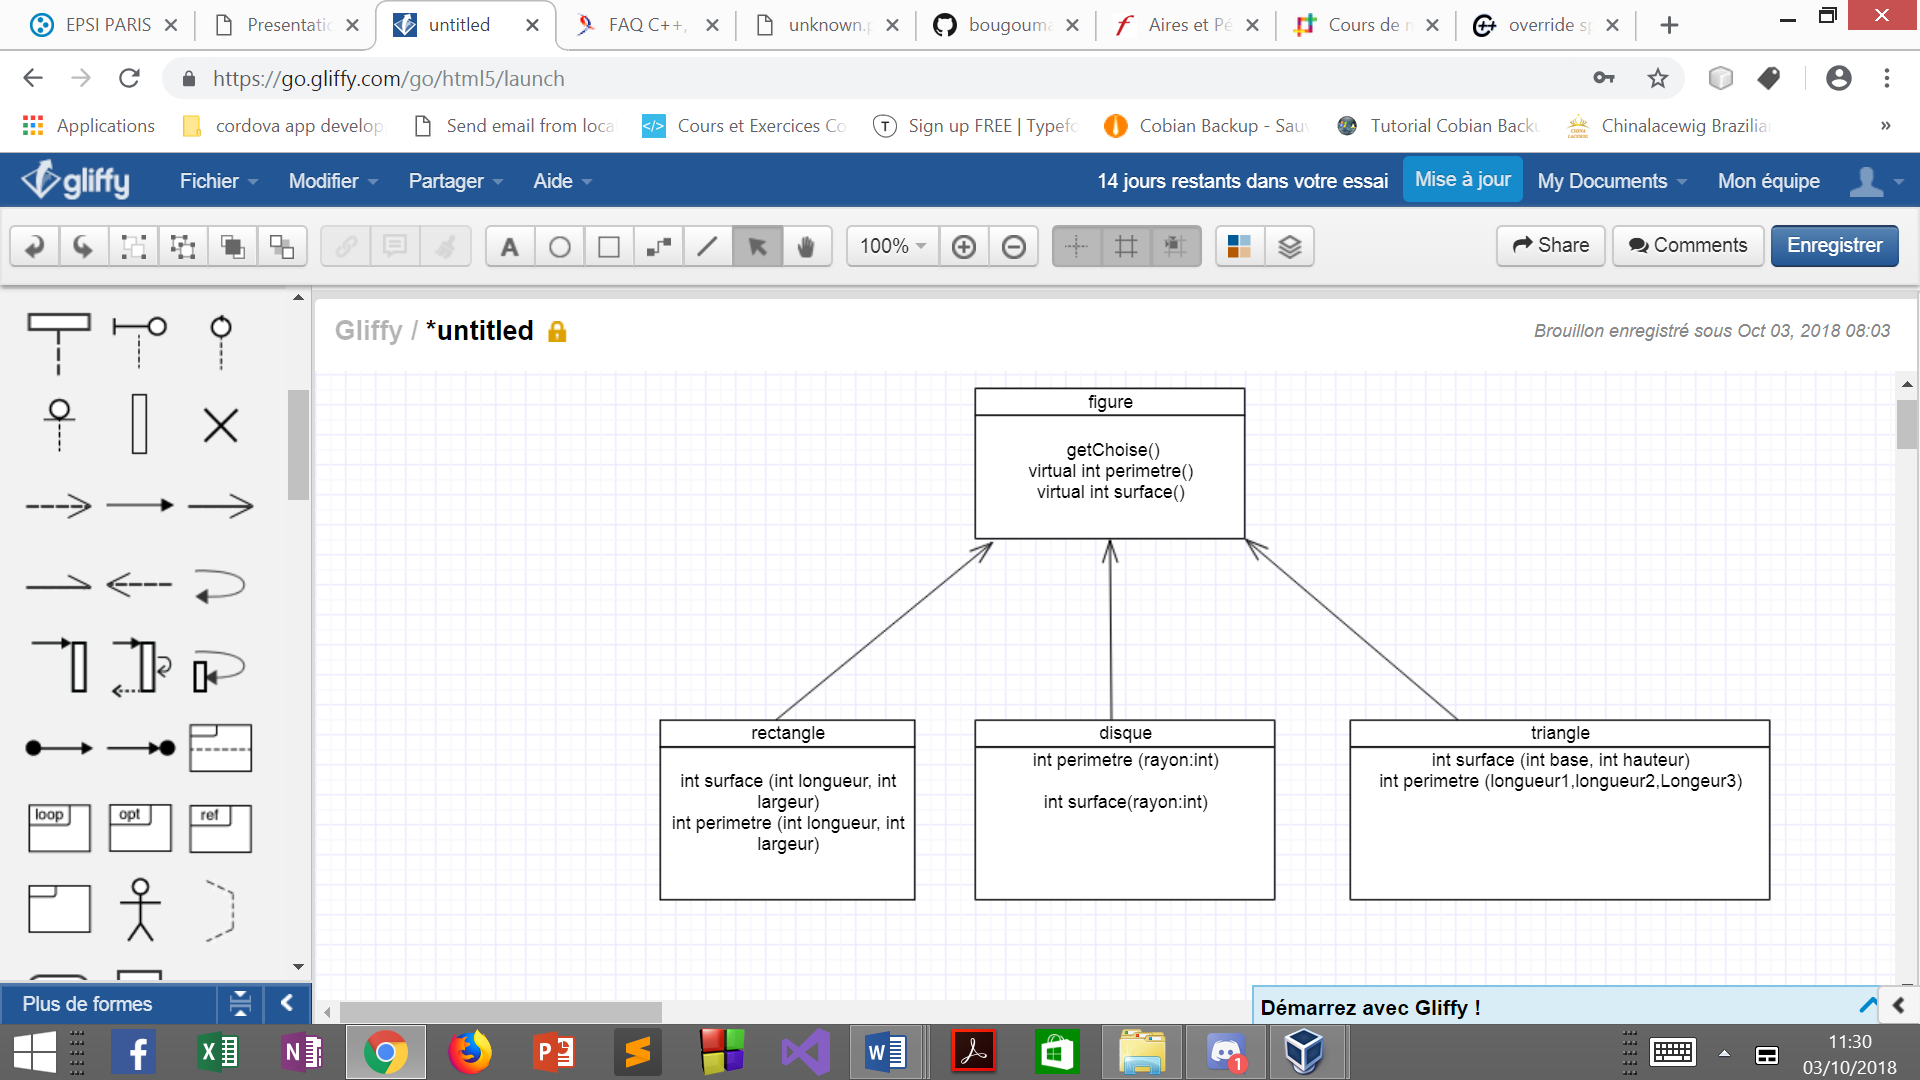 EPSI PARIS
Presentatio
untitled
FAQ C++,
unknown.p
bougouma
Aires et Pé
Cours de m
override sp
https://go.gliffy.com/go/html5/launch
Applications
cordova app develop
Send email from loca
Cours et Exercices Co
Sign up FREE | Typefo
Cobian Backup - Sau
Tutorial Cobian Backu
Chinalacewig Brazilia
»
gliffy
Fichier
Modifier
Partager
Aide
14 jours restants dans votre essai
Mise à jour
My Documents
Mon équipe
A
100%
Share
Comments
Enregistrer
Gliffy / *untitled
Brouillon enregistré sous Oct 03, 2018 08:03
loop
opt
ref
figure
getChoise()
virtual int perimetre()
virtual int surface()
rectangle
int surface (int longueur, int
largeur)
int perimetre (int longueur, int
largeur)
disque
int perimetre (rayon:int)
int surface(rayon:int)
triangle
int surface (int base, int hauteur)
int perimetre (longueur1,longueur2,Longeur3)
Plus de formes
Démarrez avec Gliffy !
1
11:30
03/10/2018